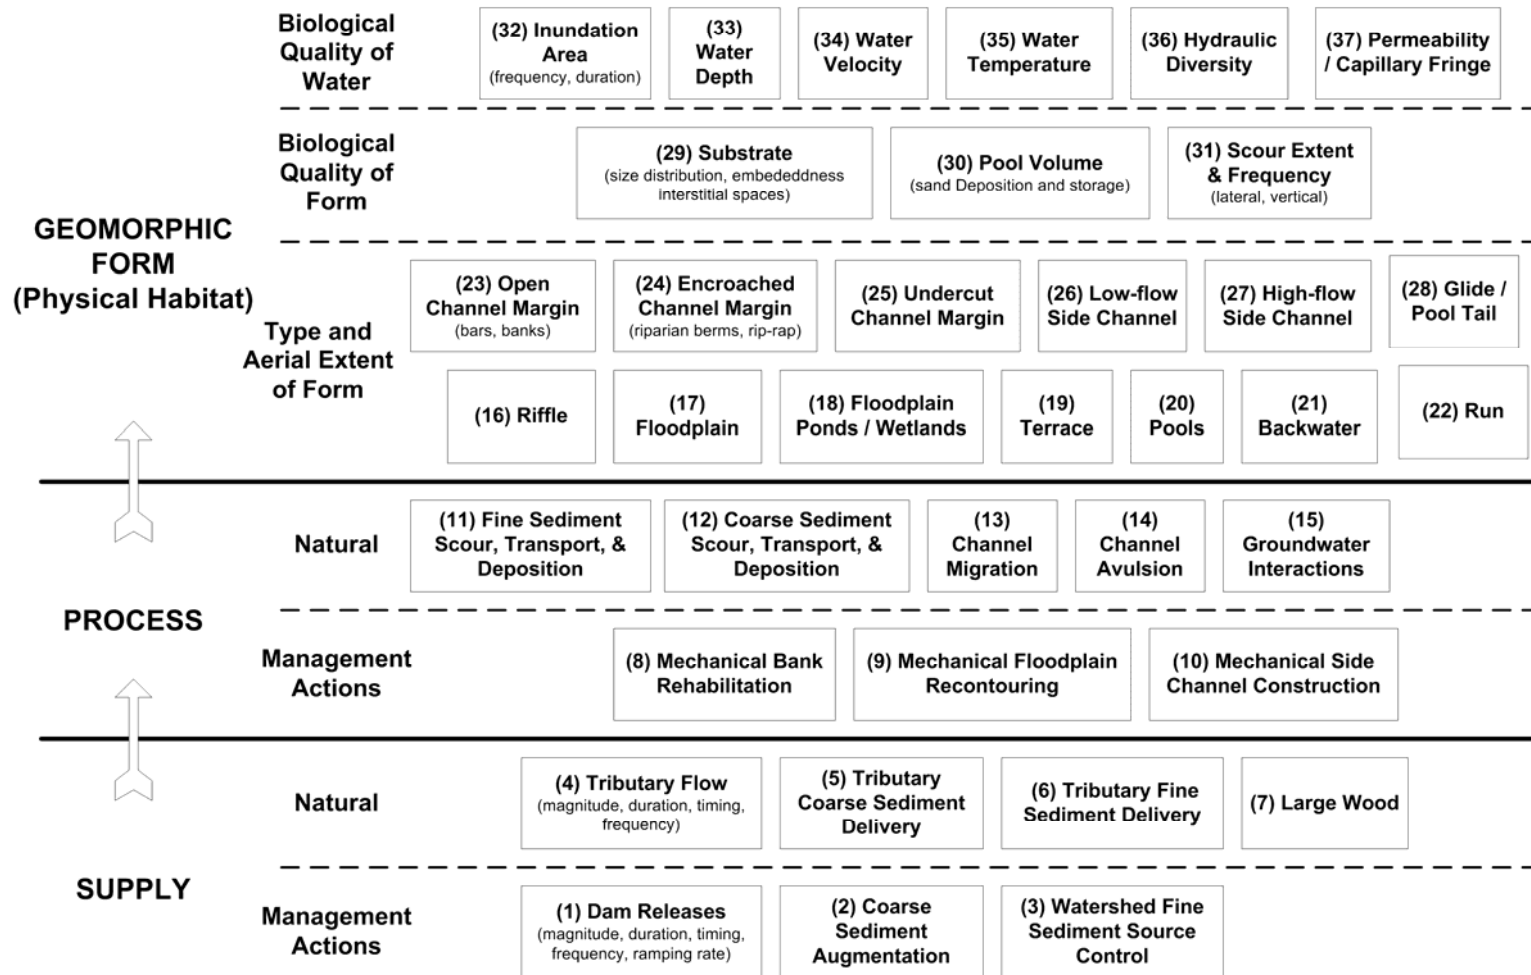 Biological
Quality of
Water
(32) Inundation
Area
(frequency, duration)
(33)
Water
Depth
(34) Water
Velocity
(35) Water
Temperature
(36) Hydraulic
Diversity
(37) Permeability
/ Capillary Fringe
Biological
Quality of
Form
(29) Substrate
(size distribution, embededdness
interstitial spaces)
(30) Pool Volume
(sand Deposition and storage)
(31) Scour Extent
& Frequency
(lateral, vertical)
GEOMORPHIC
FORM
(Physical Habitat)
Type and
Aerial Extent
of Form
(23) Open
Channel Margin
(bars, banks)
(24) Encroached
Channel Margin
(riparian berms, rip-rap)
(25) Undercut
Channel Margin
(26) Low-flow
Side Channel
(27) High-flow
Side Channel
(28) Glide /
Pool Tail
(16) Riffle
(17)
Floodplain
(18) Floodplain
Ponds / Wetlands
(19)
Terrace
(20)
Pools
(21)
Backwater
(22) Run
PROCESS
Natural
(11) Fine Sediment
Scour, Transport, &
Deposition
(12) Coarse Sediment
Scour, Transport, &
Deposition
(13)
Channel
Migration
(14)
Channel
Avulsion
(15)
Groundwater
Interactions
Management
Actions
(8) Mechanical Bank
Rehabilitation
(9) Mechanical Floodplain
Recontouring
(10) Mechanical Side
Channel Construction
SUPPLY
Natural
(4) Tributary Flow
(magnitude, duration, timing,
frequency)
(5) Tributary
Coarse Sediment
Delivery
(6) Tributary Fine
Sediment Delivery
(7) Large Wood
Management
Actions
(1) Dam Releases
(magnitude, duration, timing,
frequency, ramping rate)
(2) Coarse
Sediment
Augmentation
(3) Watershed Fine
Sediment Source
Control